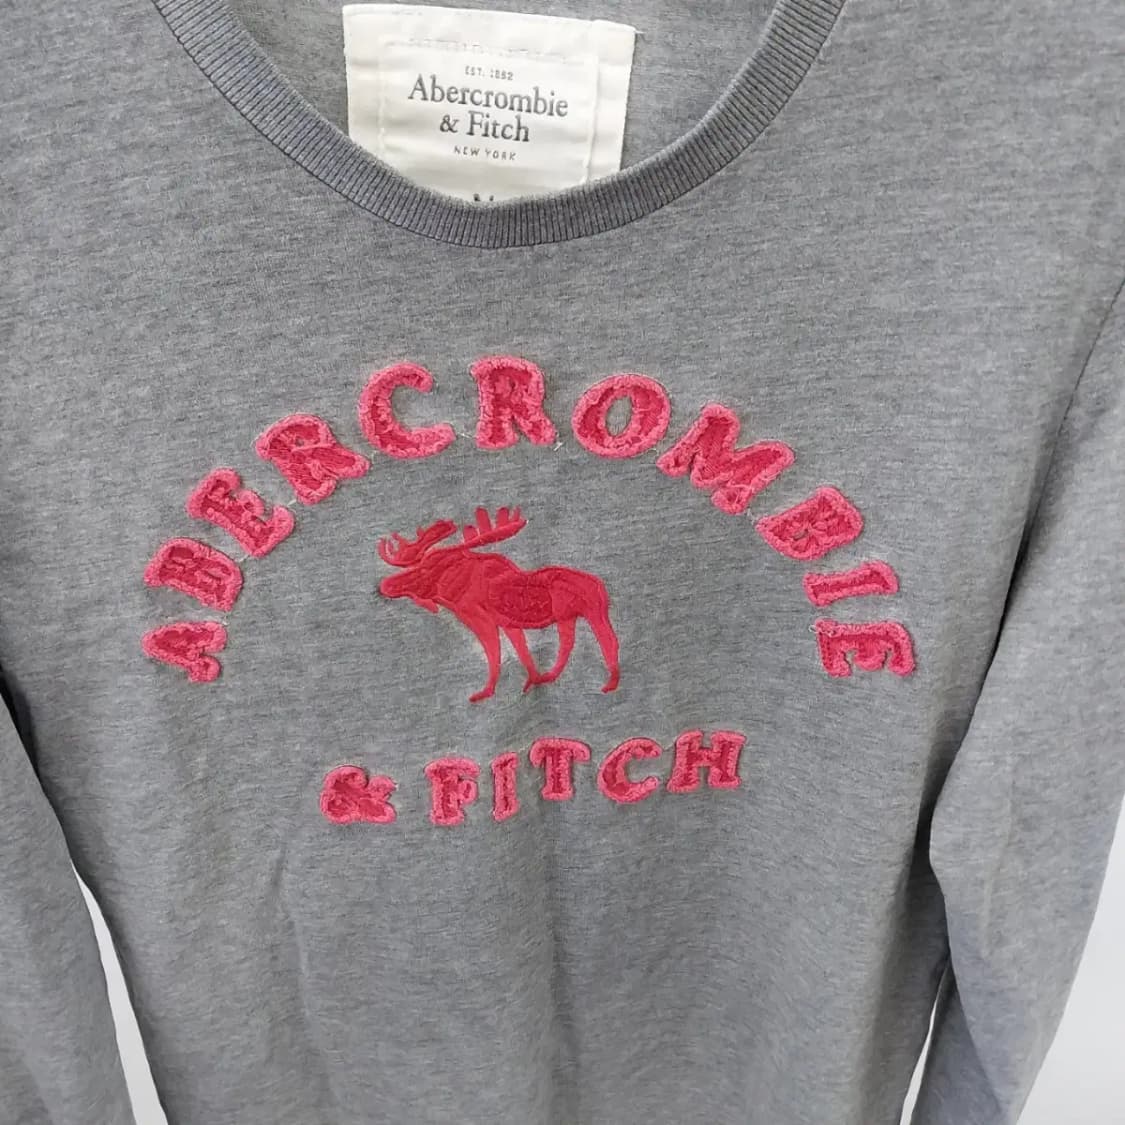 EST. 1892
Abercrombie
& Fitch
NEW YORK
ABERCROMBIE
& FITCH